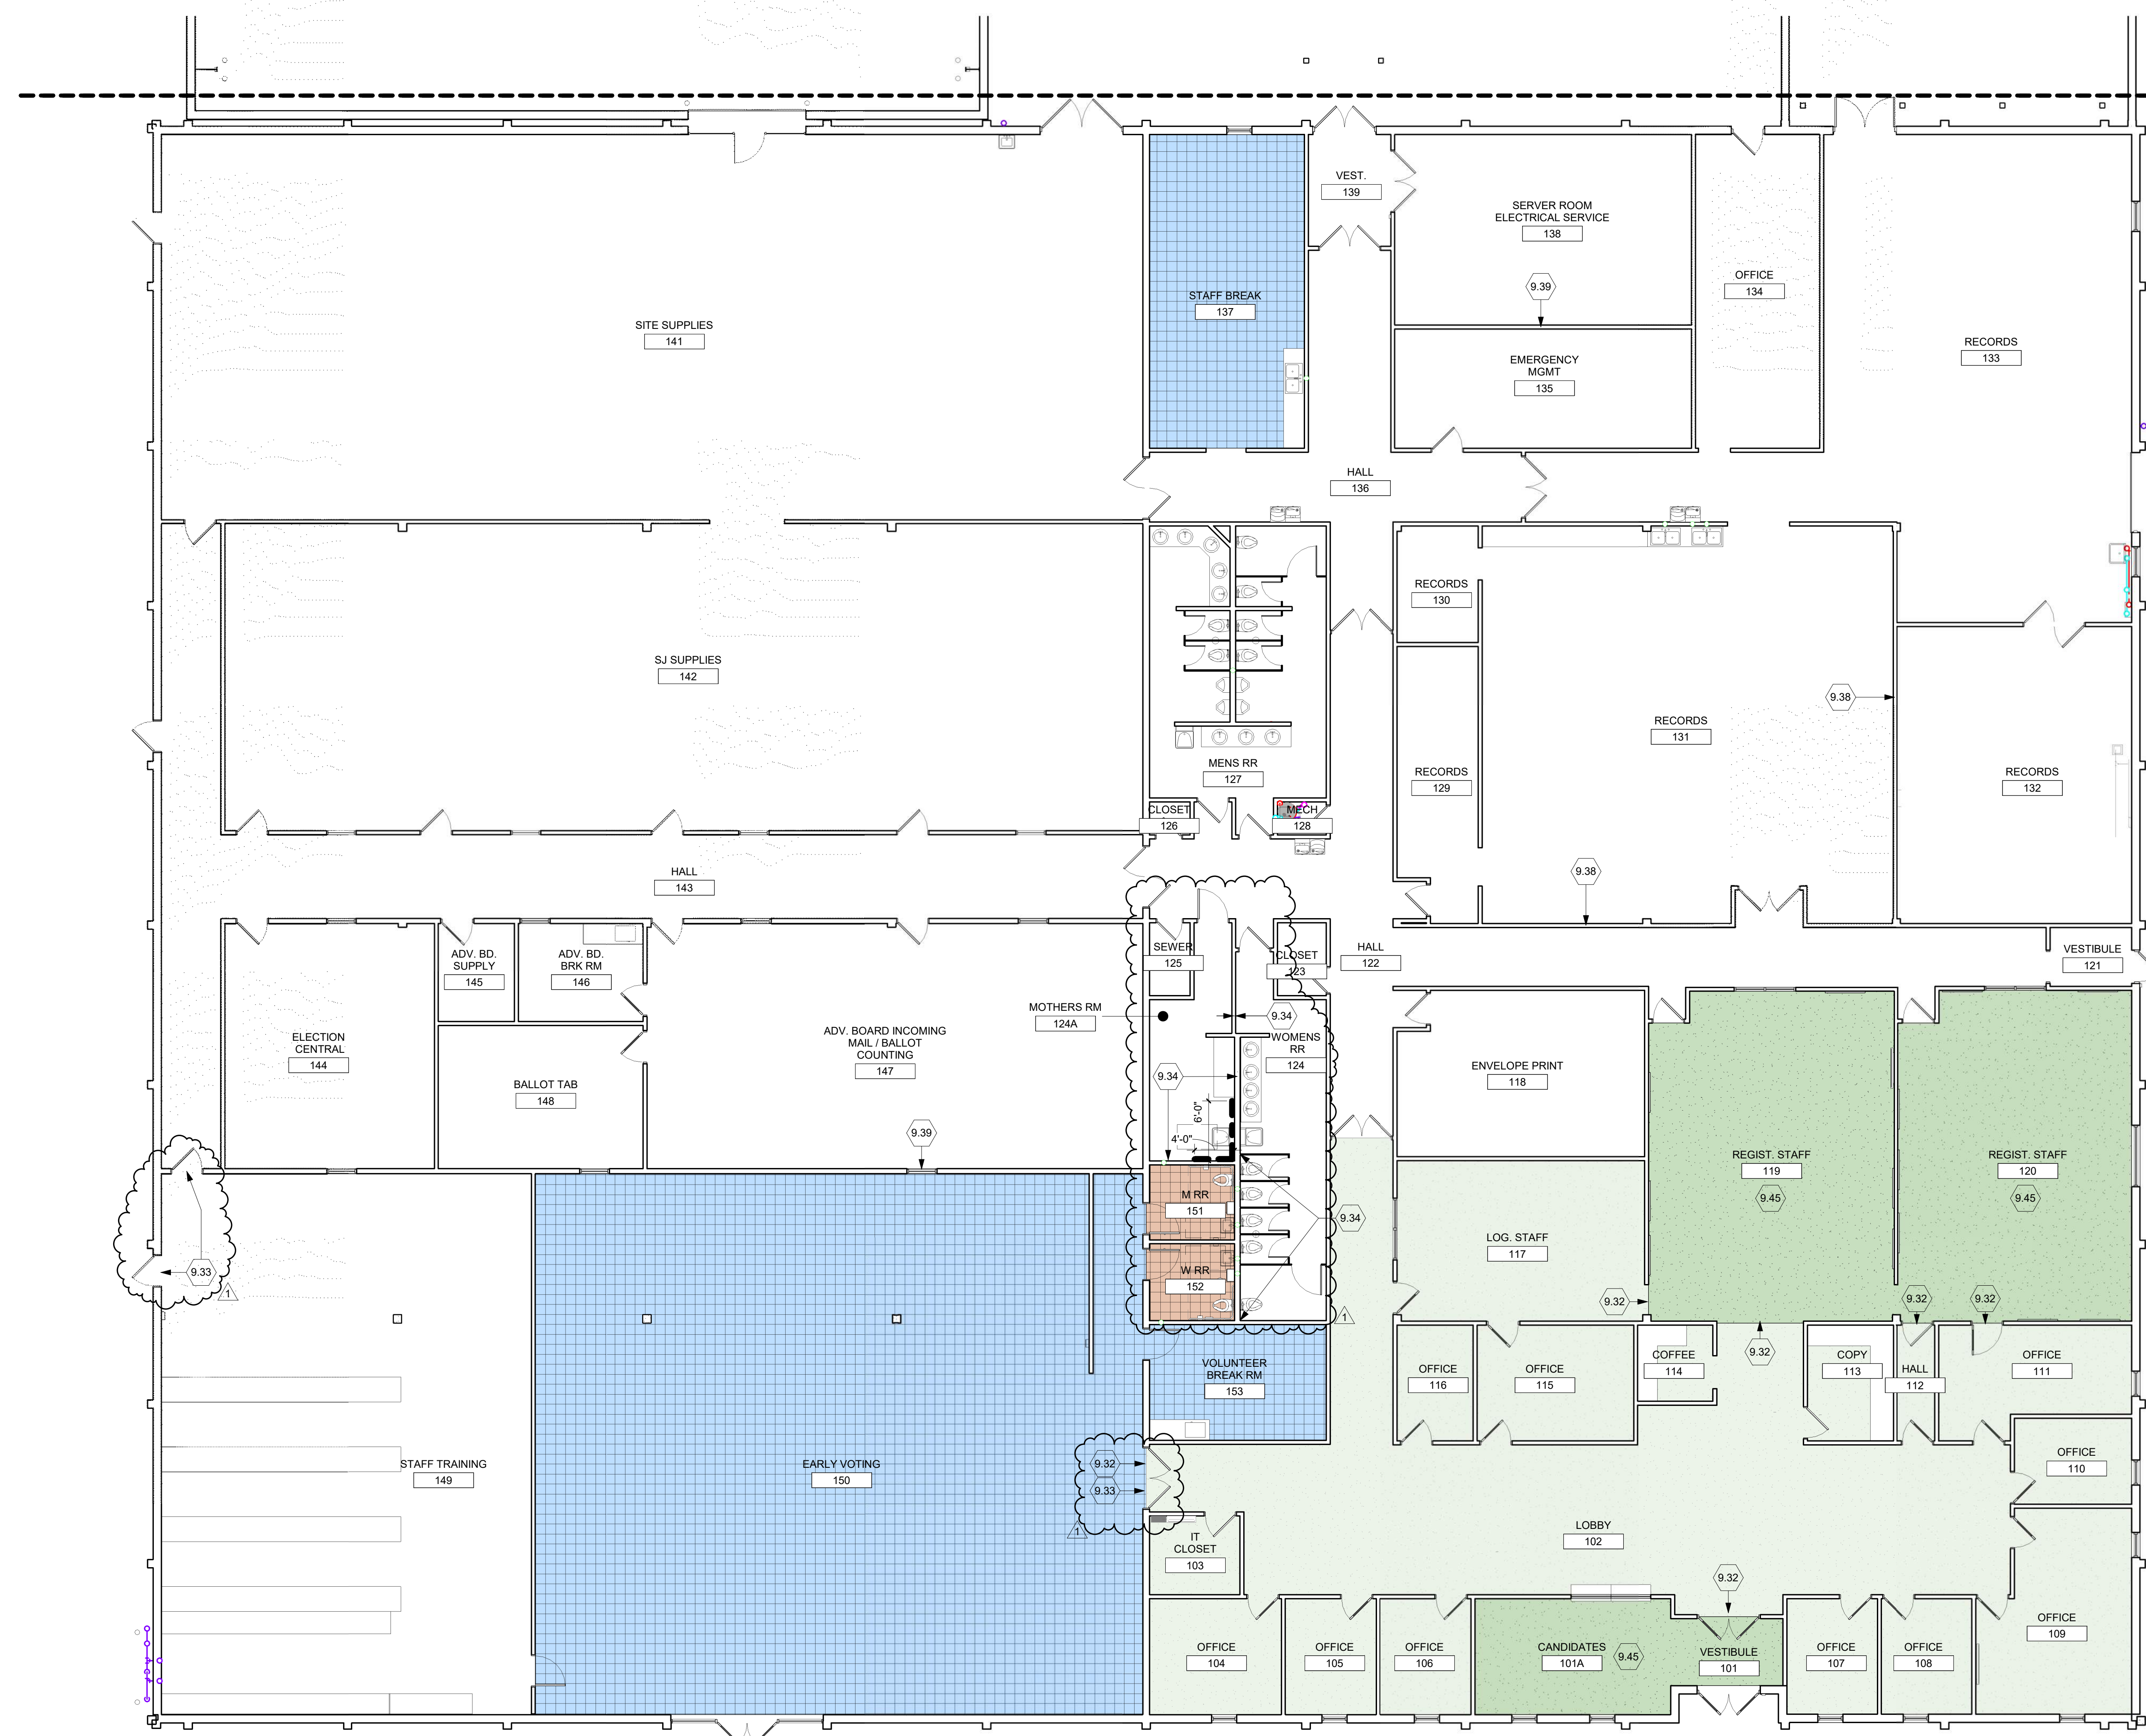 VEST.
139
SERVER ROOM
ELECTRICAL SERVICE
138
9.39
OFFICE
134
STAFF BREAK
137
SITE SUPPLIES
141
RECORDS
133
EMERGENCY
MGMT
135
HALL
136
RECORDS
130
SJ SUPPLIES
142
9.38
RECORDS
131
MENS RR
127
RECORDS
129
RECORDS
132
CLOSET
126
MECH
128
HALL
143
9.38
SEWER
125
CLOSET
123
HALL
122
VESTIBULE
121
ADV. BD.
SUPPLY
145
ADV. BD.
BRK RM
146
MOTHERS RM
124A
9.34
ELECTION
CENTRAL
144
ADV. BOARD INCOMING
MAIL / BALLOT
COUNTING
147
WOMENS
RR
124
ENVELOPE PRINT
118
BALLOT TAB
148
9.34
6'-0"
4'-0"
9.39
REGIST. STAFF
119
9.45
REGIST. STAFF
120
9.45
M RR
151
9.34
LOG. STAFF
117
W RR
152
9.33
1
9.32
9.32
9.32
1
9.32
VOLUNTEER
BREAK RM
153
OFFICE
116
OFFICE
115
COFFEE
114
COPY
113
HALL
112
OFFICE
111
STAFF TRAINING
149
EARLY VOTING
150
9.32
9.33
1
OFFICE
110
IT
CLOSET
103
LOBBY
102
9.32
OFFICE
104
OFFICE
105
OFFICE
106
CANDIDATES
101A
9.45
VESTIBULE
101
OFFICE
107
OFFICE
108
OFFICE
109